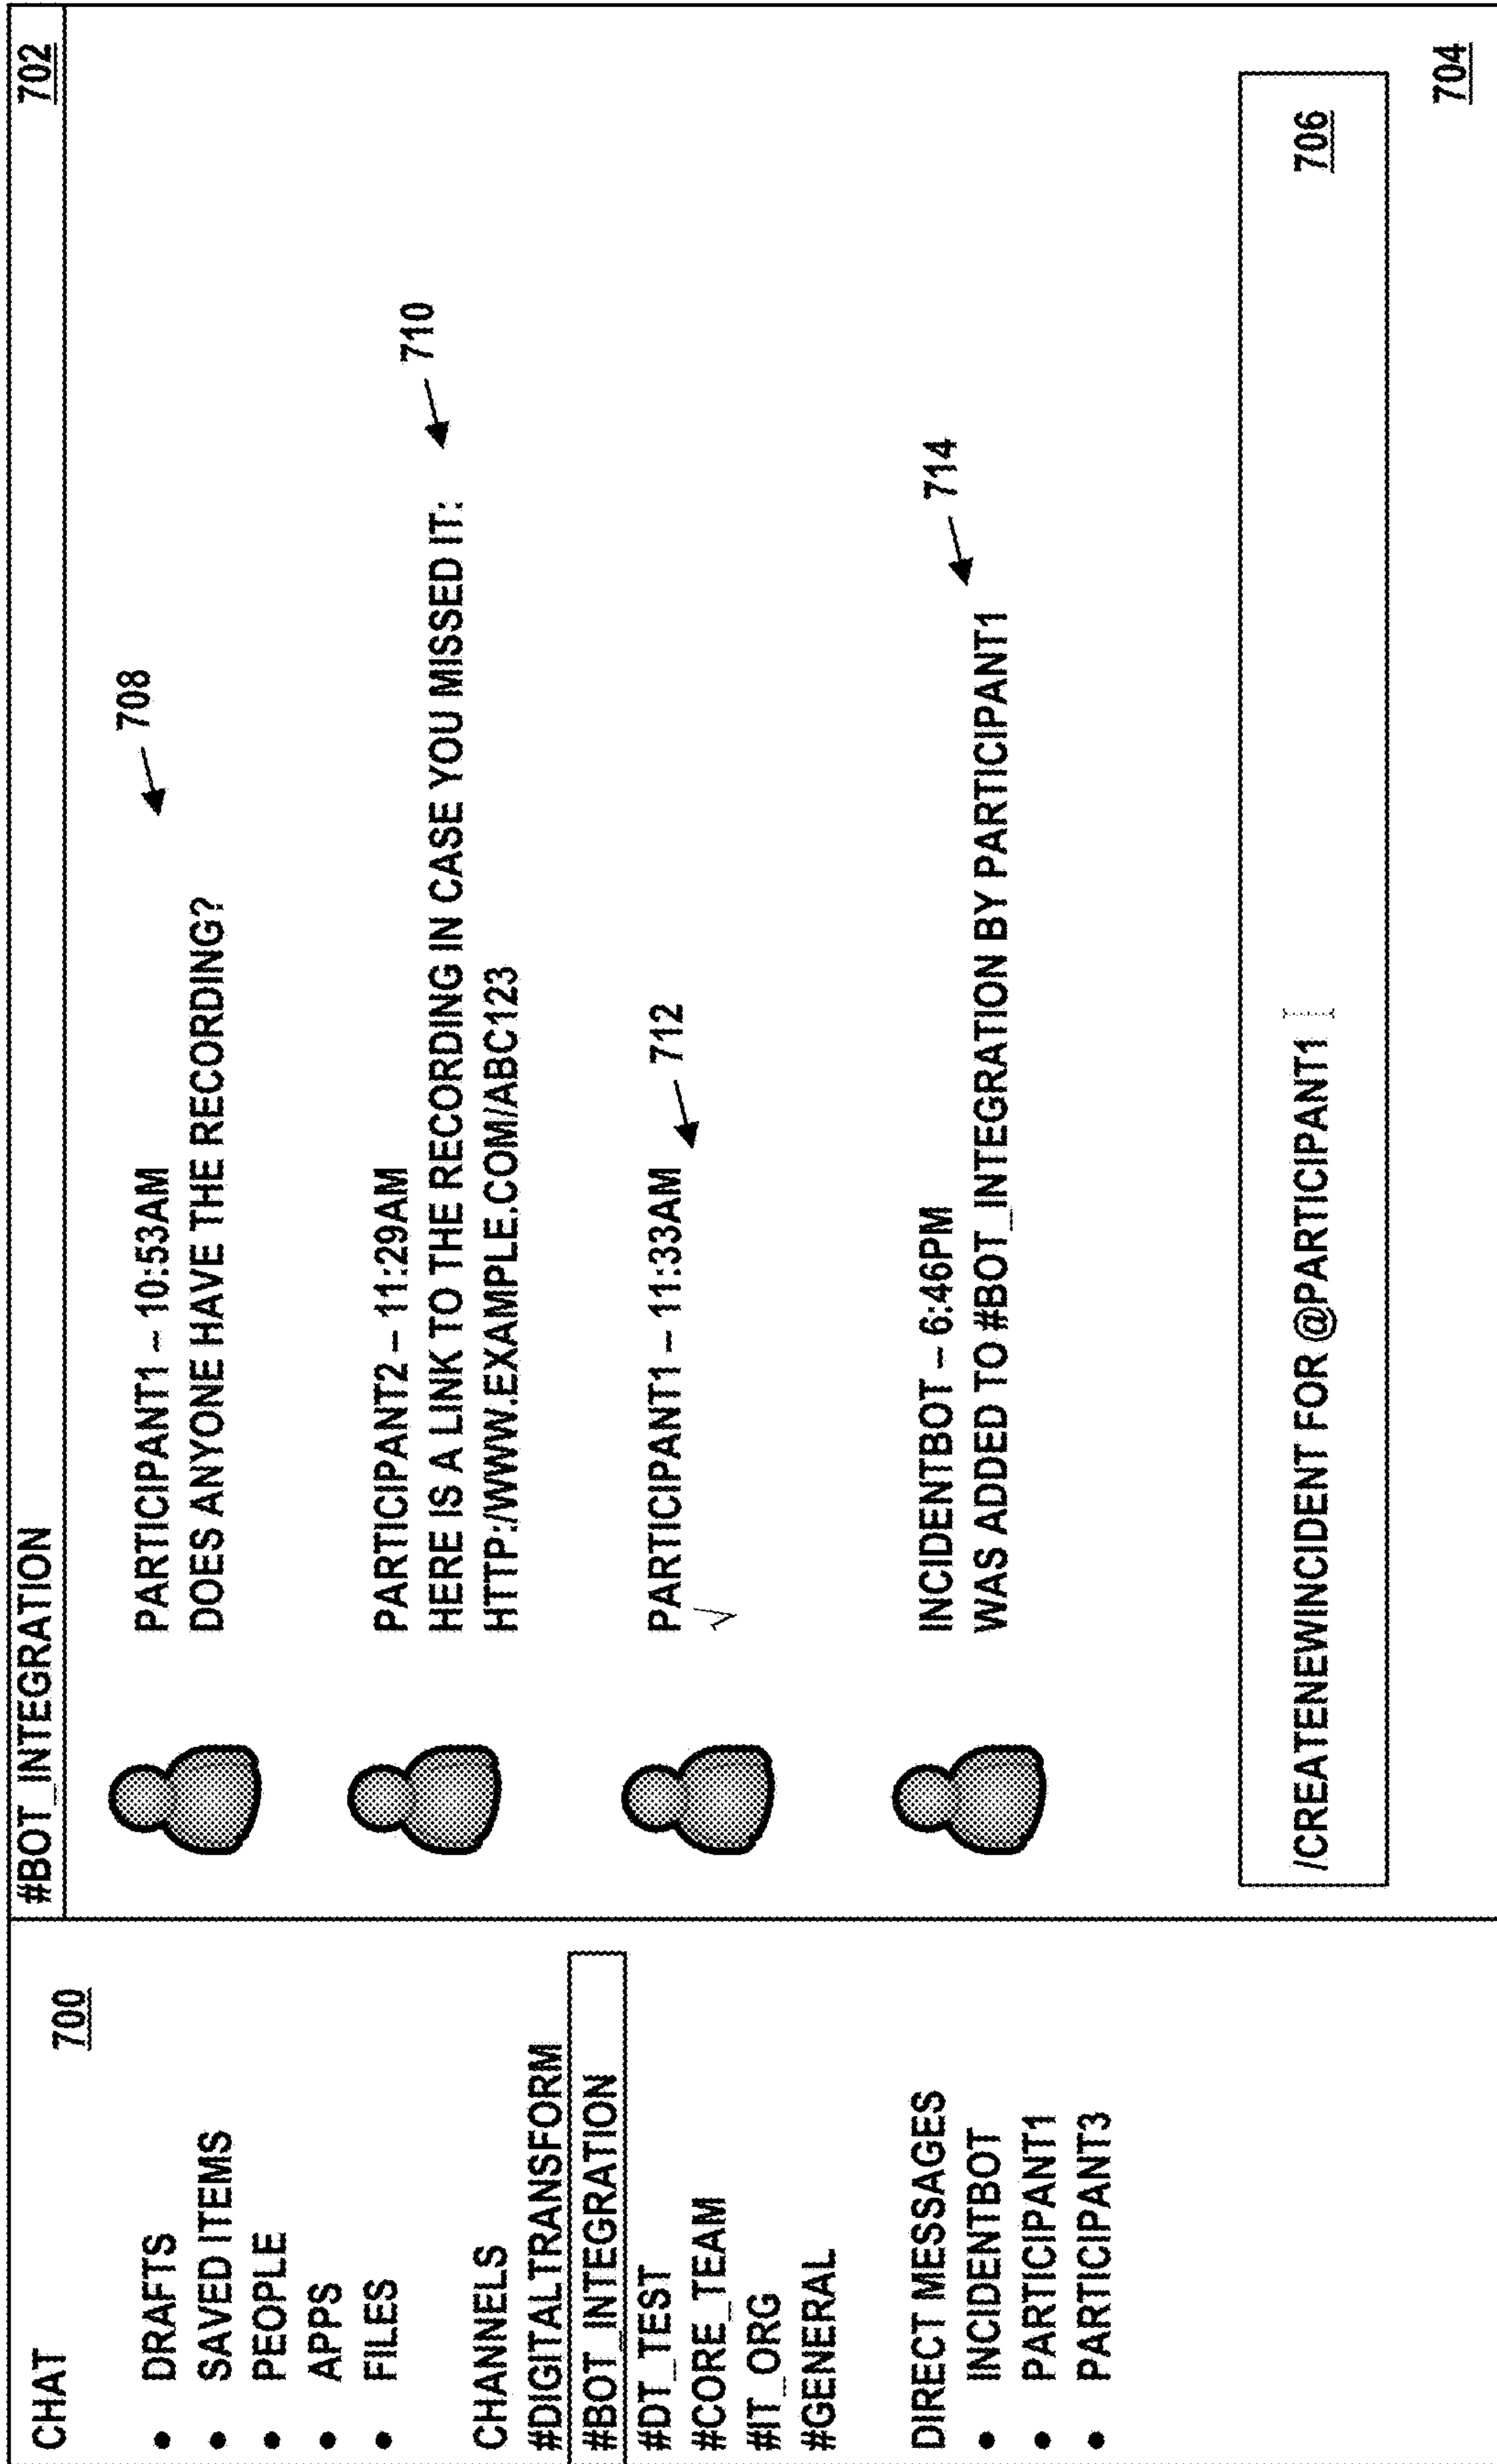 CHAT
700
• DRAFTS
• SAVED ITEMS
• PEOPLE
• APPS
• FILES
CHANNELS
#DIGITALTRANSFORM
#BOT_INTEGRATION
#DT_TEST
#CORE_TEAM
#IT_ORG
#GENERAL
DIRECT MESSAGES
• INCIDENTBOT
• PARTICIPANT1
• PARTICIPANT3
#BOT_INTEGRATION 702
PARTICIPANT1 – 10:53AM
708
DOES ANYONE HAVE THE RECORDING?
PARTICIPANT2 – 11:29AM
710
HERE IS A LINK TO THE RECORDING IN CASE YOU MISSED IT:
HTTP:/WWW.EXAMPLE.COM/ABC123
PARTICIPANT1 – 11:33AM
712
√
INCIDENTBOT – 6:46PM
714
WAS ADDED TO #BOT_INTEGRATION BY PARTICIPANT1
/CREATENEWINCIDENT FOR @PARTICIPANT1
706
704